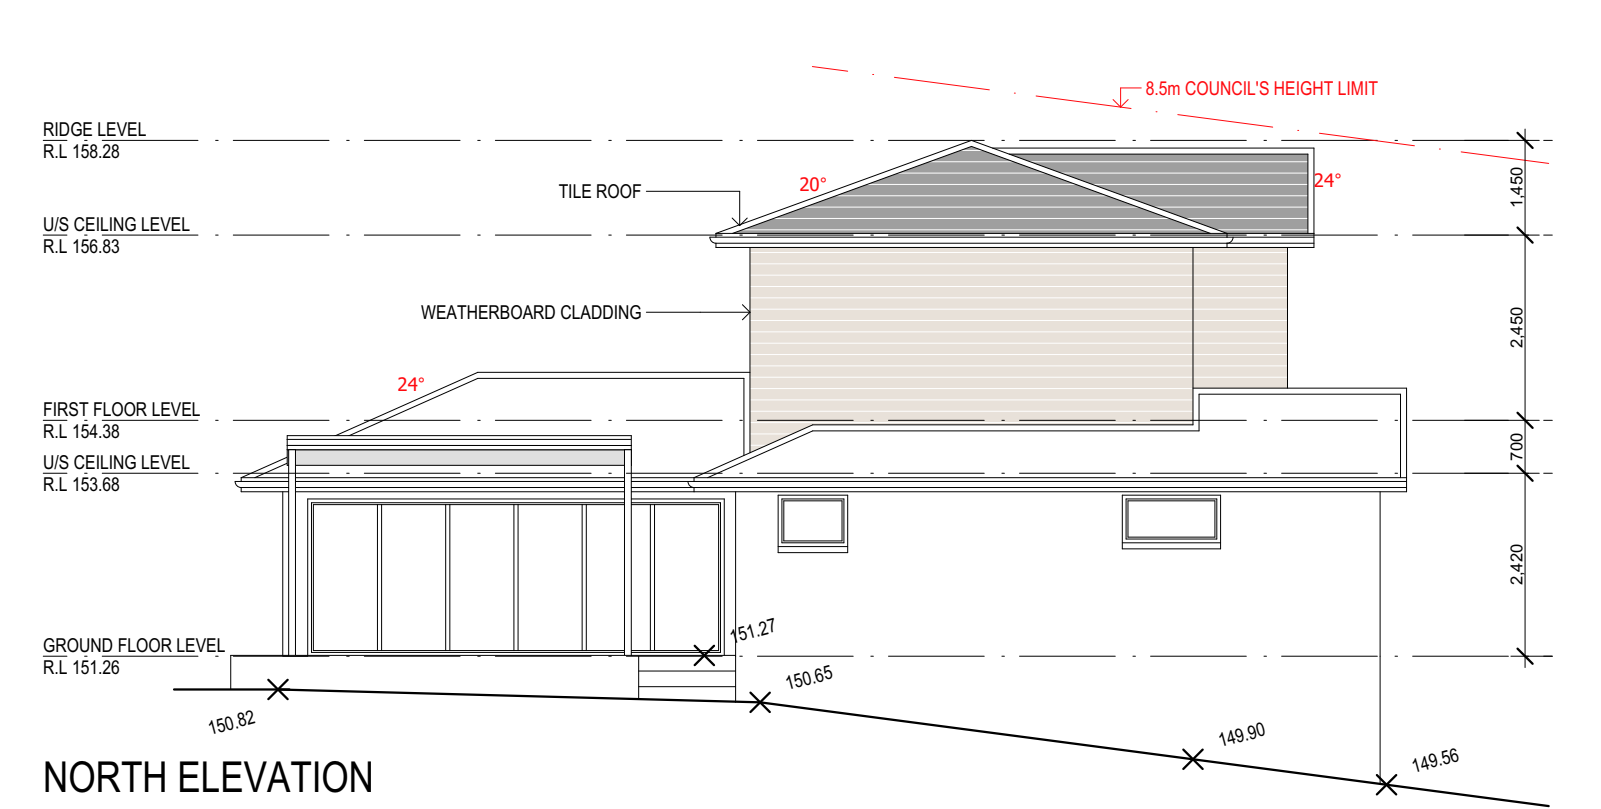 8.5m COUNCIL'S HEIGHT LIMIT
RIDGE LEVEL
R.L 158.28
TILE ROOF
20°
24°
1,450
U/S CEILING LEVEL
R.L 156.83
WEATHERBOARD CLADDING
2,450
24°
FIRST FLOOR LEVEL
R.L 154.38
700
U/S CEILING LEVEL
R.L 153.68
2,420
GROUND FLOOR LEVEL
R.L 151.26
151.27
150.65
150.82
149.90
149.56
NORTH ELEVATION